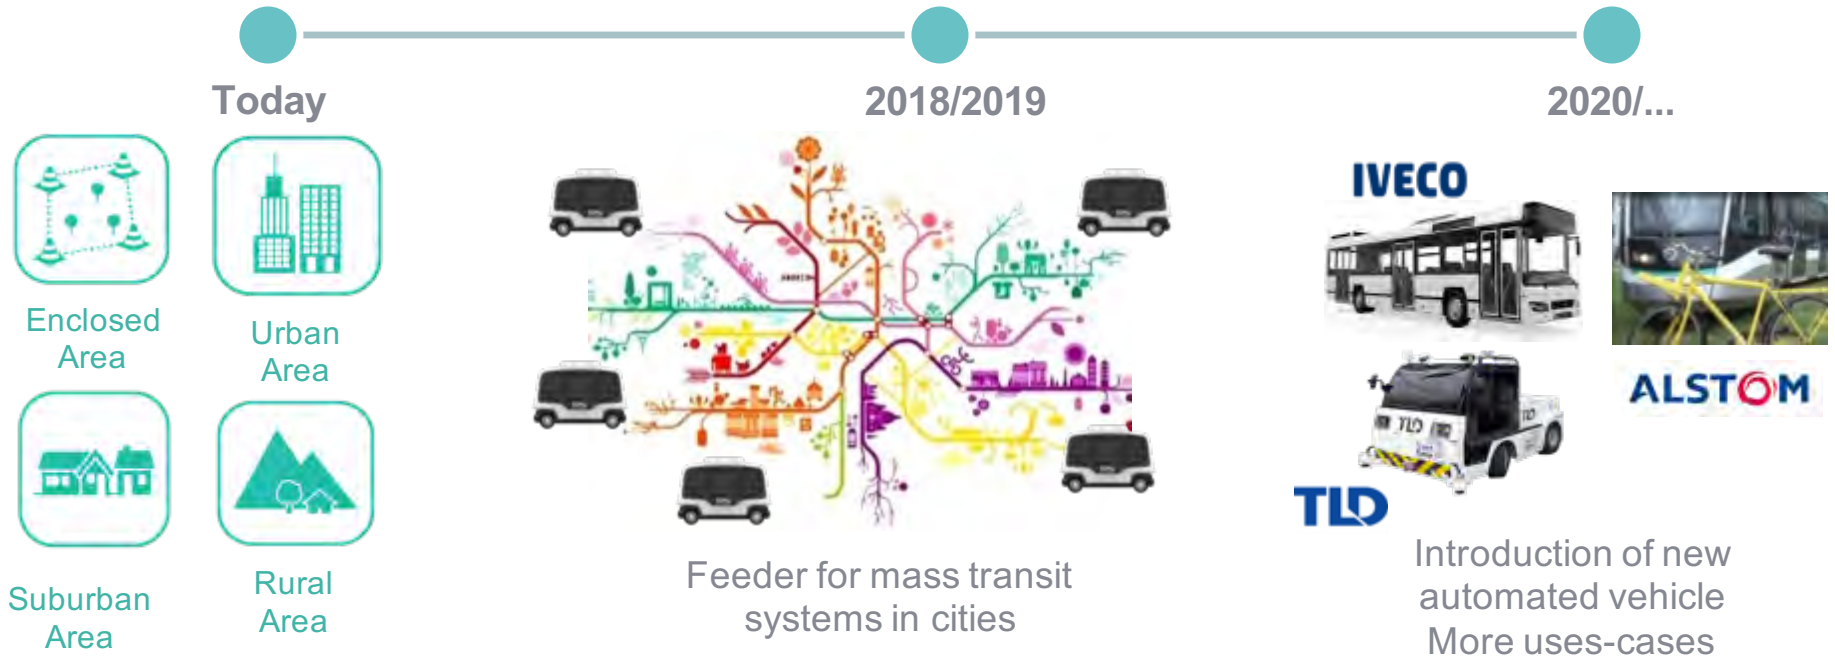 Today
2018/2019
2020/...
Enclosed
Area
Urban
Area
Suburban
Area
Rural
Area
Feeder for mass transit
systems in cities
IVECO
ALSTOM
TLD
TLD
Introduction of new
automated vehicle
More uses-cases